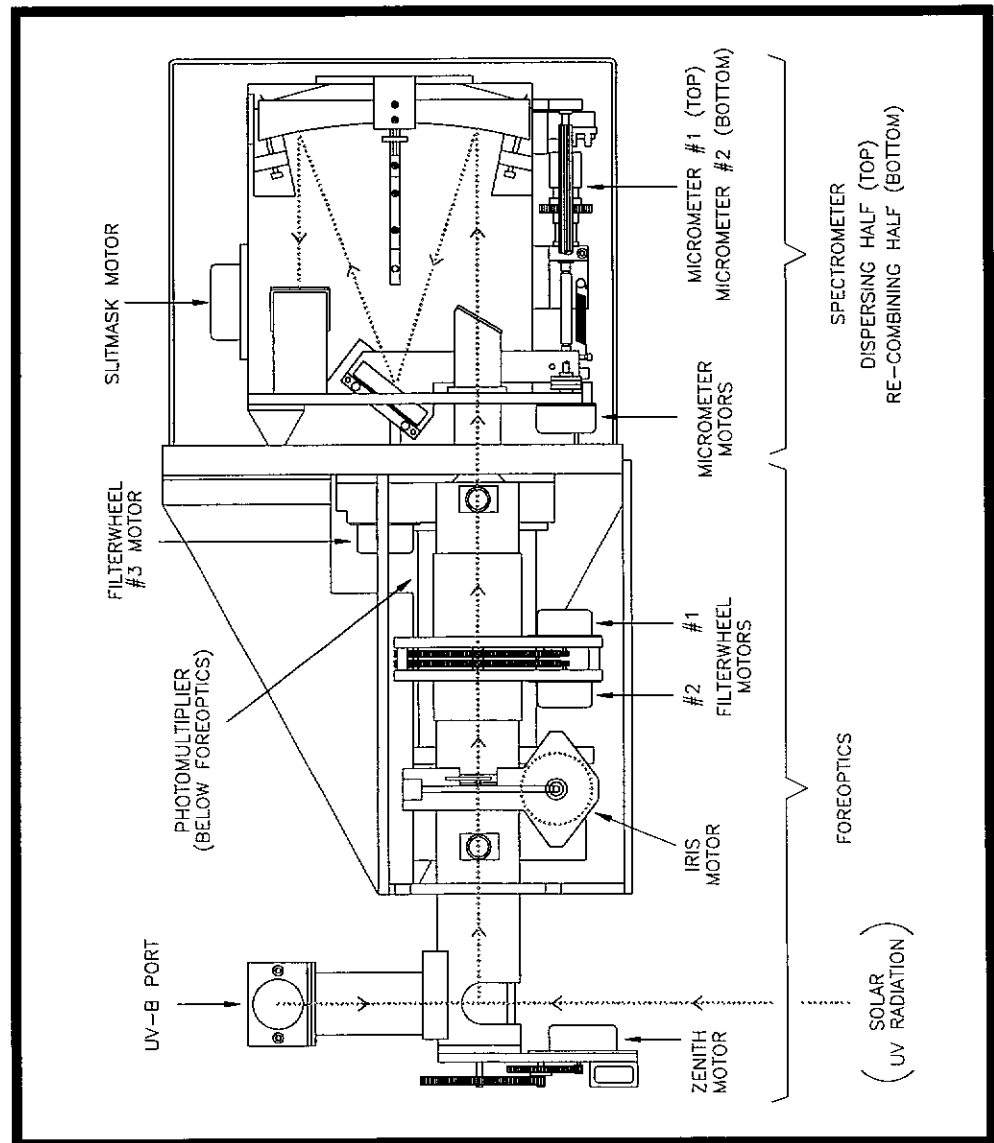 UV-B PORT
PHOTOMULTIPLIER
(BELOW FOREOPTICS)
FILTERWHEEL
#3 MOTOR
SLITMASK MOTOR
ZENITH
MOTOR
IRIS
MOTOR
#2 #1
FILTERWHEEL
MOTORS
MICROMETER
MOTORS
MICROMETER #1 (TOP)
MICROMETER #2 (BOTTOM)
SOLAR
(UV RADIATION)
FOREOPTICS
SPECTROMETER
DISPERSING HALF (TOP)
RE-COMBINING HALF (BOTTOM)